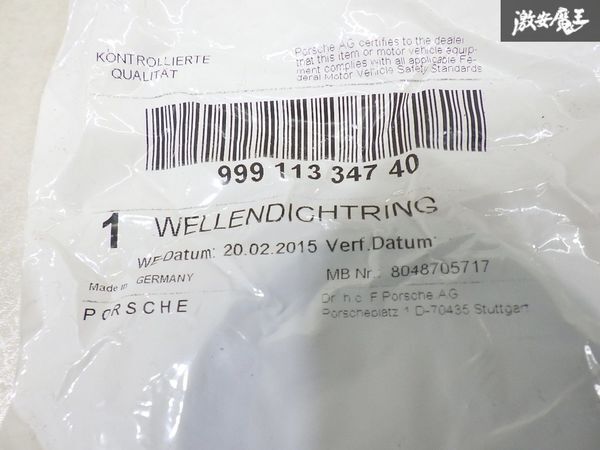 激安魔王
KONTROLLIERTE
QUALITÄT
Porsche AG certifies to the dealer
that this item or motor vehicle equip-
ment complies with all applicable Fe-
deral Motor Vehicle Safety Standards
999 113 347 40
1 WELLENDICHTRING
WE-Datum: 20.02.2015 Verf.Datum:
Made in GERMANY MB Nr.: 8048705717
PORSCHE
Dr. h.c. F Porsche AG
Porscheplatz 1 D-70435 Stuttgart